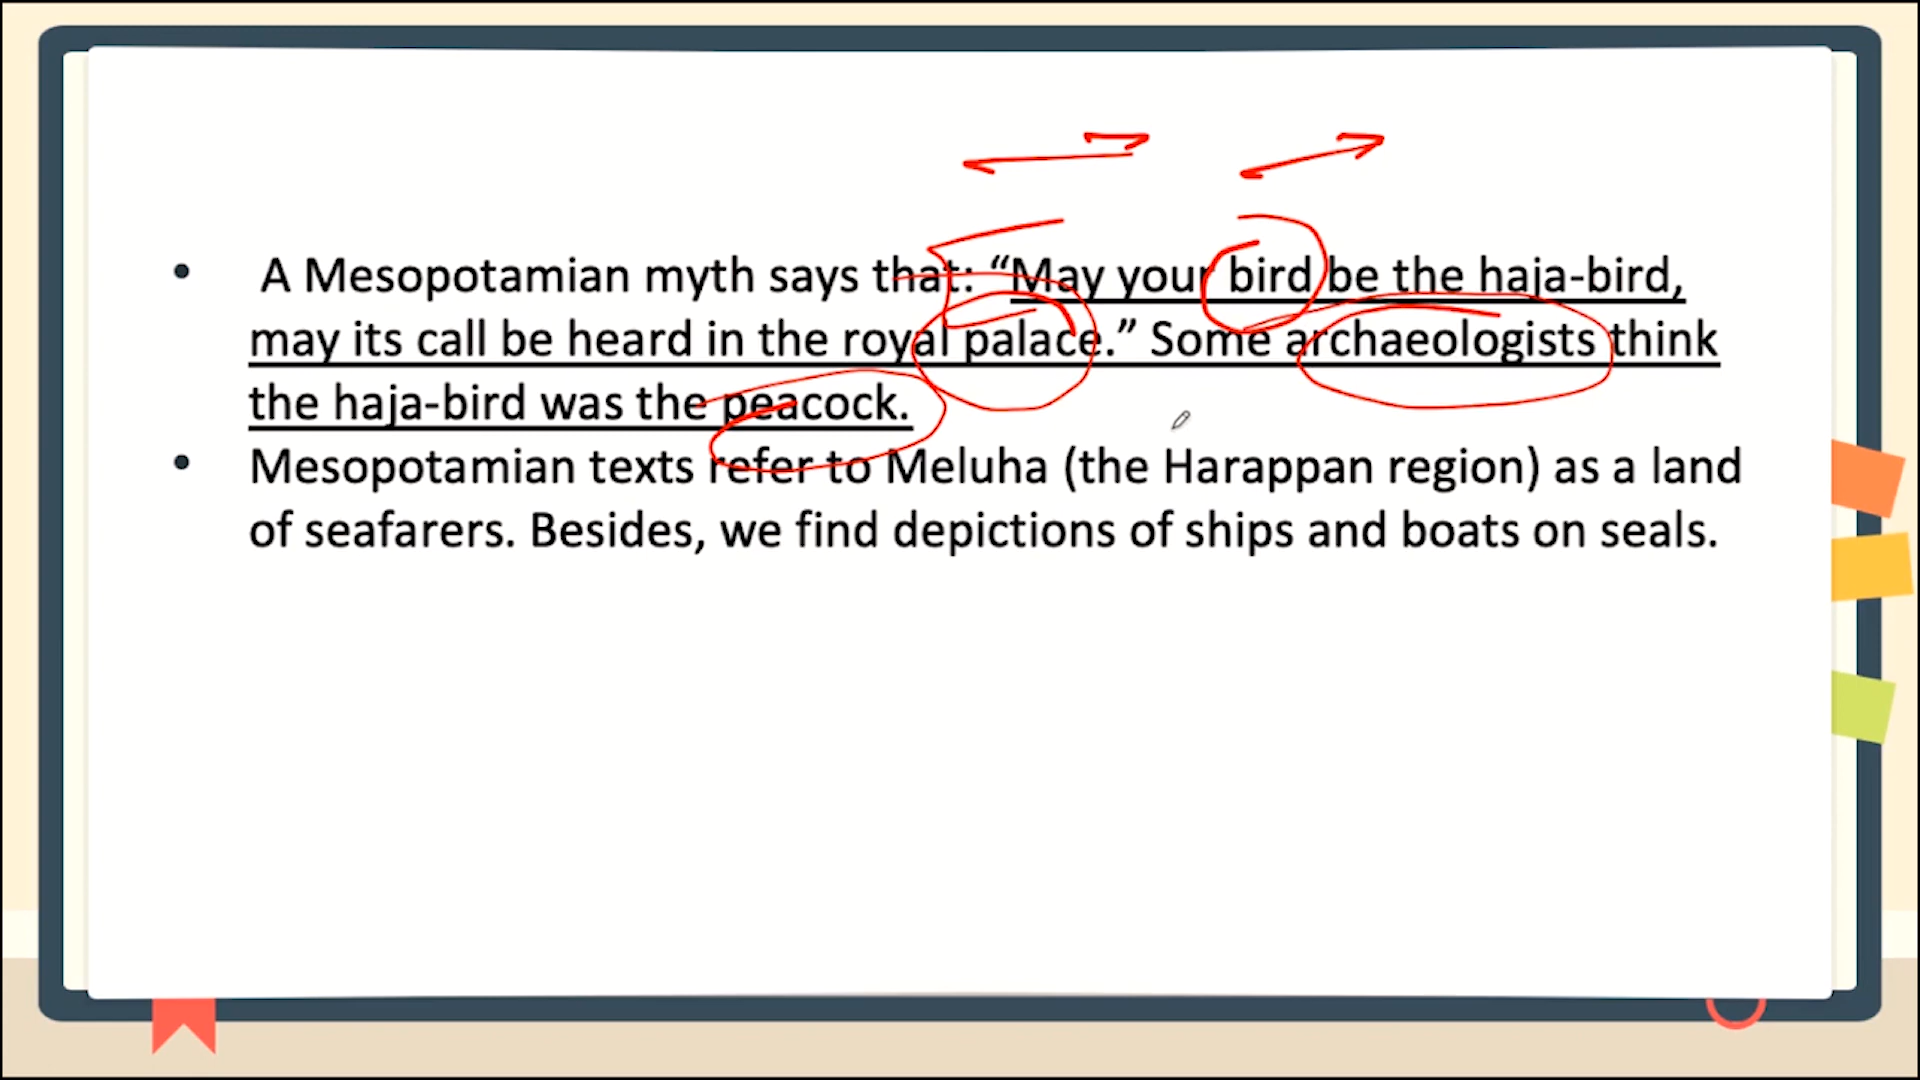 • A Mesopotamian myth says that: “May your bird be the haja-bird,
may its call be heard in the royal palace.” Some archaeologists think
the haja-bird was the peacock.
• Mesopotamian texts refer to Meluha (the Harappan region) as a land
of seafarers. Besides, we find depictions of ships and boats on seals.